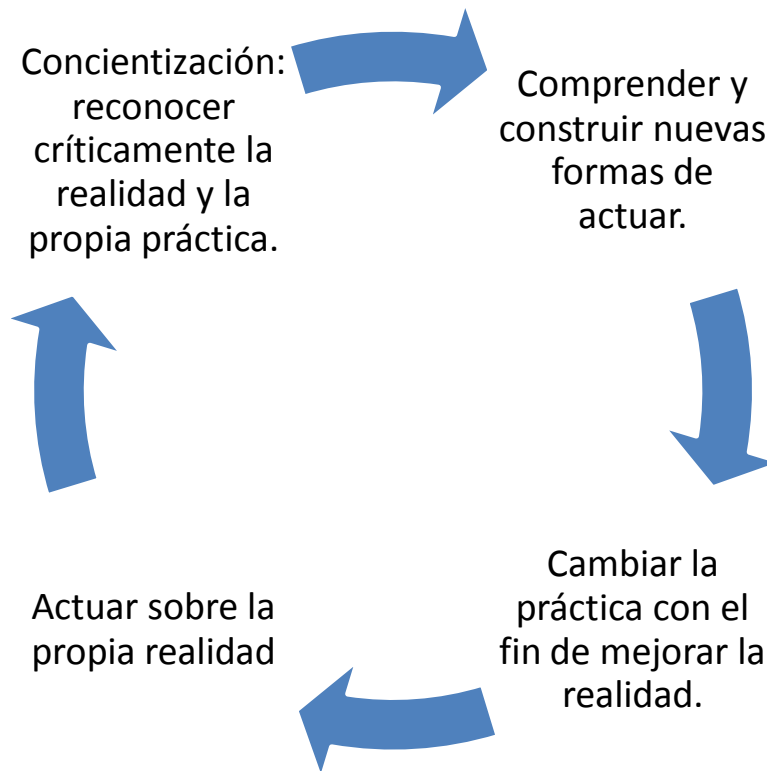 Concientización:
reconocer
críticamente la
realidad y la
propia práctica.
Comprender y
construir nuevas
formas de
actuar.
Cambiar la
práctica con el
fin de mejorar la
realidad.
Actuar sobre la
propia realidad